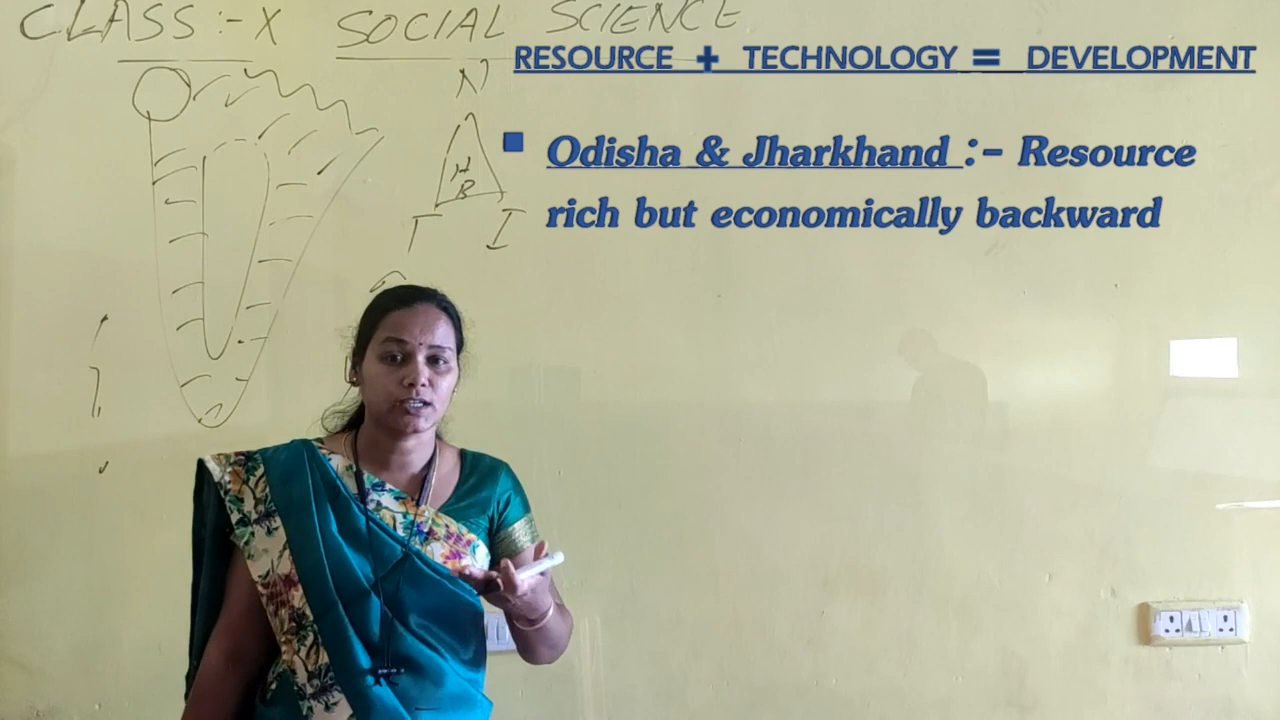 CLASS:- X SOCIAL SCIENCE
RESOURCE + TECHNOLOGY = DEVELOPMENT
N
H
B
T I
▪ Odisha & Jharkhand :- Resource
rich but economically backward